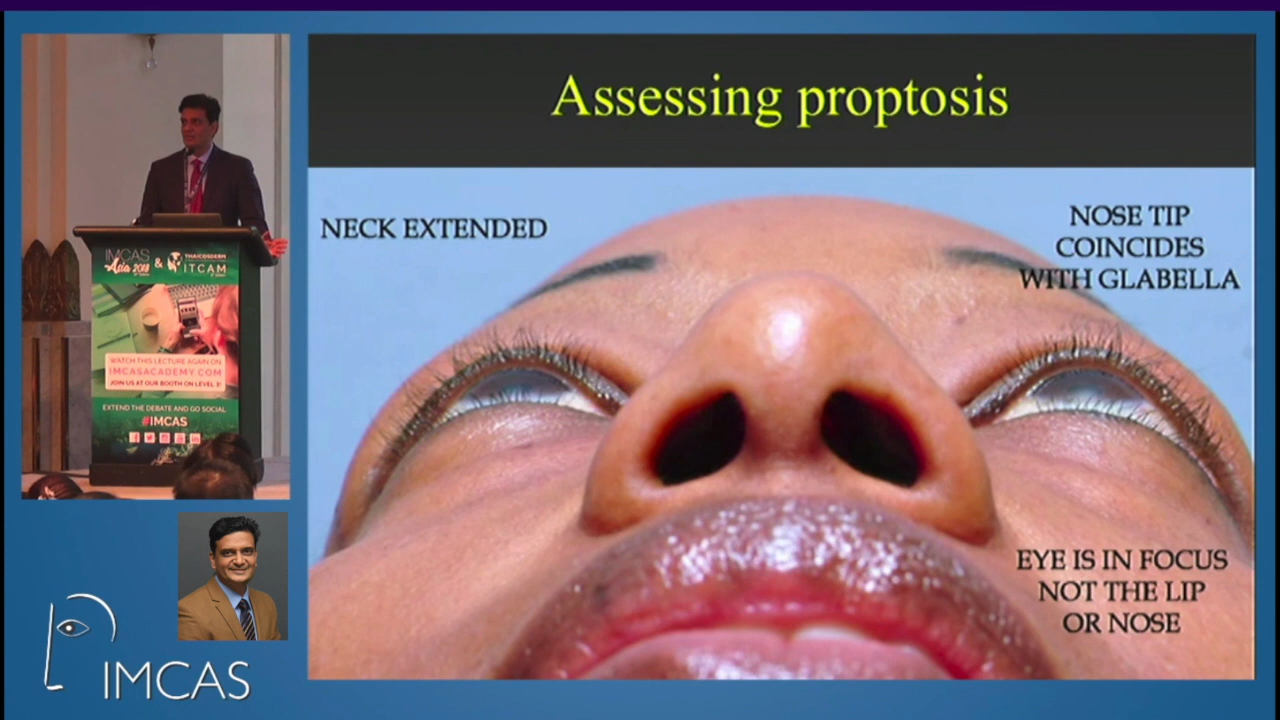 Assessing proptosis
NECK EXTENDED
NOSE TIP
COINCIDES
WITH GLABELLA
EYE IS IN FOCUS
NOT THE LIP
OR NOSE
IMCAS
Asia 2018
&
THAICOSDERM
ITCAM
WATCH THIS LECTURE AGAIN ON
IMCASACADEMY.COM
JOIN US AT OUR BOOTH ON LEVEL 3!
EXTEND THE DEBATE AND GO SOCIAL
#IMCAS
IMCAS